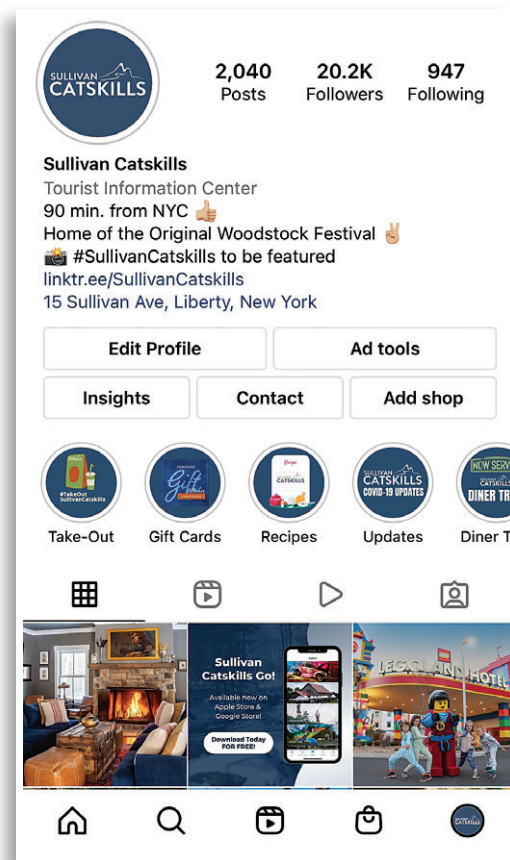 SULLIVAN
CATSKILLS
2,040 20.2K 947
Posts Followers Following
Sullivan Catskills
Tourist Information Center
90 min. from NYC 👍🏼
Home of the Original Woodstock Festival ✌🏼
📸 #SullivanCatskills to be featured
linktr.ee/SullivanCatskills
15 Sullivan Ave, Liberty, New York
Edit Profile Ad tools
Insights Contact Add shop
#TakeOut
SullivanCatskills
Gift
Recipes
CATSKILLS
SULLIVAN
CATSKILLS
COVID-19 UPDATES
NOW SERV
CATSKILLS
DINER TR
Take-Out Gift Cards Recipes Updates Diner T
Sullivan
Catskills Go!
Available now on
Apple Store &
Google Store!
Download Today
FOR FREE!
LEGOLAND HOTEL
CATSKILLS